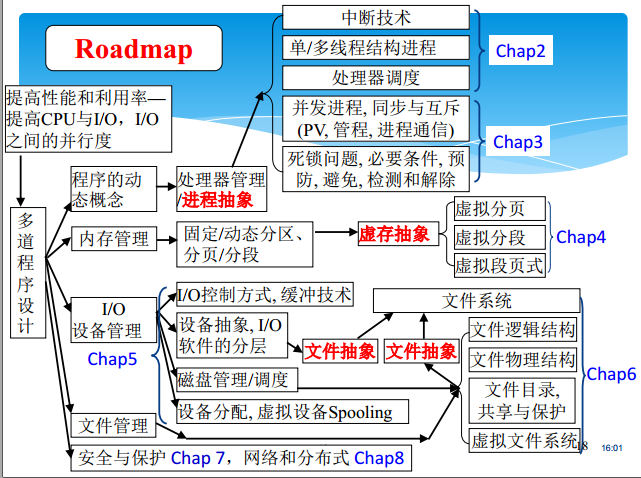 Roadmap
中断技术
单/多线程结构进程
处理器调度
Chap2
提高性能和利用率—
提高CPU与I/O，I/O
之间的并行度
并发进程, 同步与互斥
(PV, 管程, 进程通信)
Chap3
死锁问题, 必要条件, 预
防, 避免, 检测和解除
程序的动
态概念
处理器管理
/进程抽象
多
道
程
序
设
计
内存管理
固定/动态分区、
分页/分段
虚存抽象
虚拟分页
虚拟分段
虚拟段页式
Chap4
I/O
设备管理
Chap5
I/O控制方式, 缓冲技术
设备抽象, I/O
软件的分层
文件抽象
文件抽象
文件系统
磁盘管理/调度
设备分配, 虚拟设备Spooling
文件逻辑结构
文件物理结构
文件目录,
共享与保护
虚拟文件系统
Chap6
文件管理
安全与保护 Chap 7，网络和分布式 Chap8
18
16:01